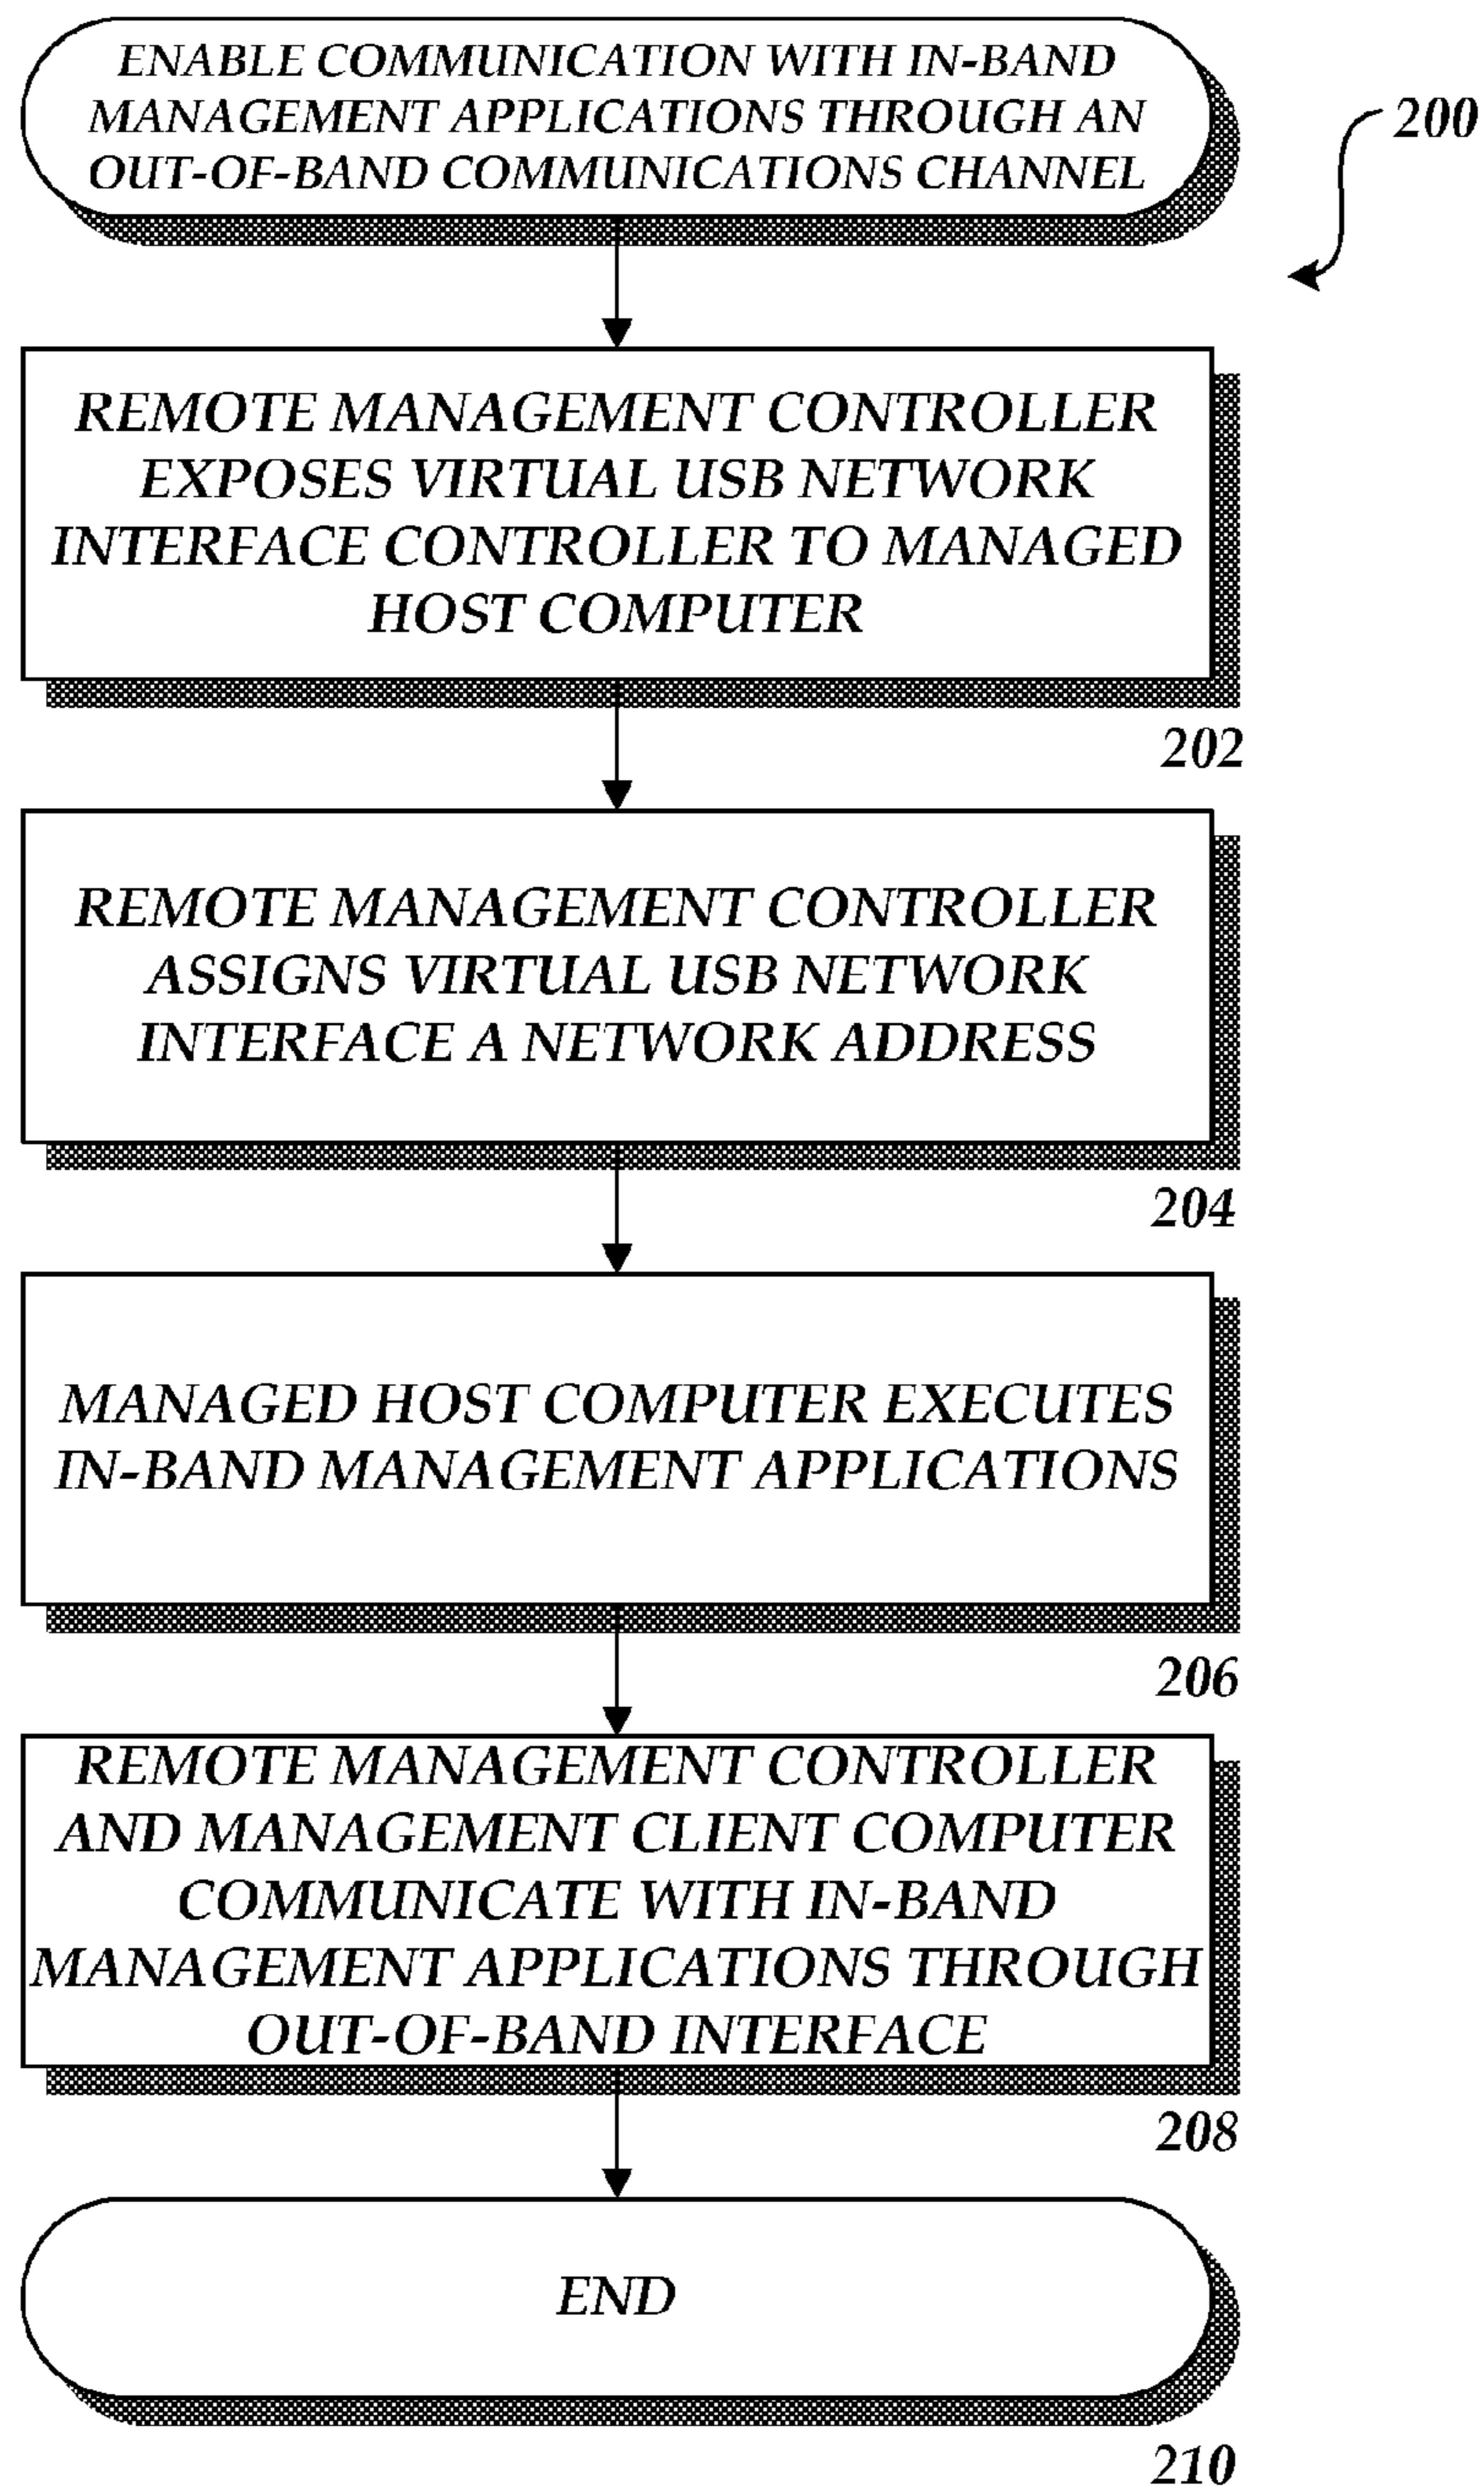 ENABLE COMMUNICATION WITH IN-BAND
MANAGEMENT APPLICATIONS THROUGH AN
OUT-OF-BAND COMMUNICATIONS CHANNEL
200
REMOTE MANAGEMENT CONTROLLER
EXPOSES VIRTUAL USB NETWORK
INTERFACE CONTROLLER TO MANAGED
HOST COMPUTER
202
REMOTE MANAGEMENT CONTROLLER
ASSIGNS VIRTUAL USB NETWORK
INTERFACE A NETWORK ADDRESS
204
MANAGED HOST COMPUTER EXECUTES
IN-BAND MANAGEMENT APPLICATIONS
206
REMOTE MANAGEMENT CONTROLLER
AND MANAGEMENT CLIENT COMPUTER
COMMUNICATE WITH IN-BAND
MANAGEMENT APPLICATIONS THROUGH
OUT-OF-BAND INTERFACE
208
END
210